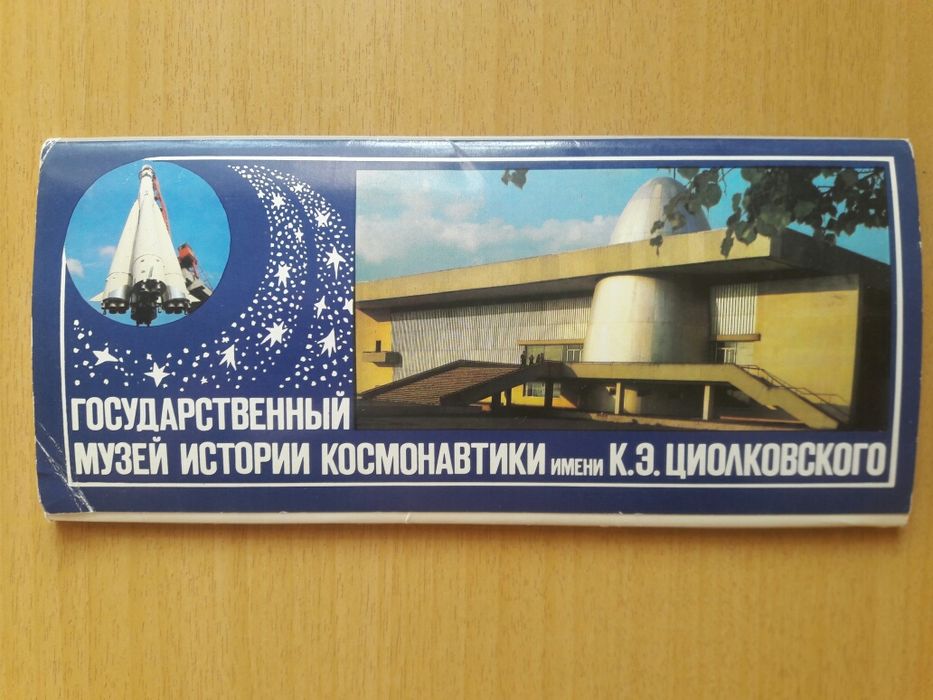 ГОСУДАРСТВЕННЫЙ
МУЗЕЙ ИСТОРИИ КОСМОНАВТИКИ ИМЕНИ К.Э. ЦИОЛКОВСКОГО